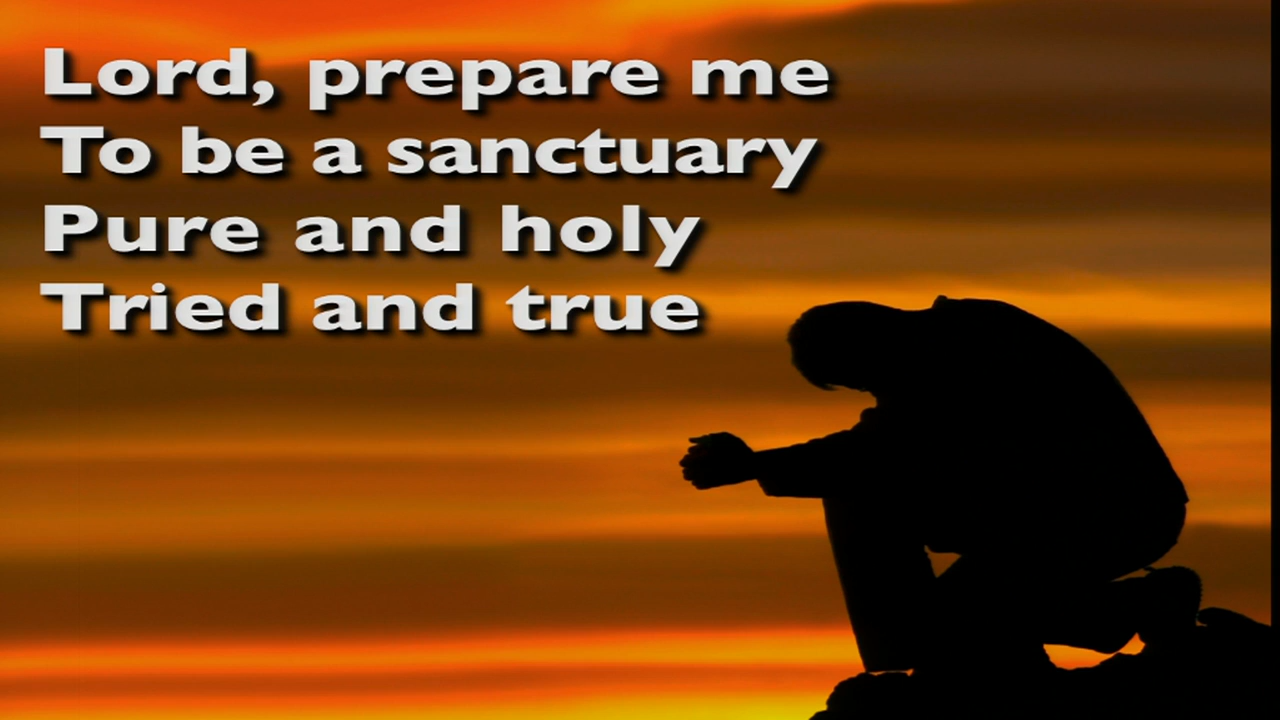 Lord, prepare me
To be a sanctuary
Pure and holy
Tried and true